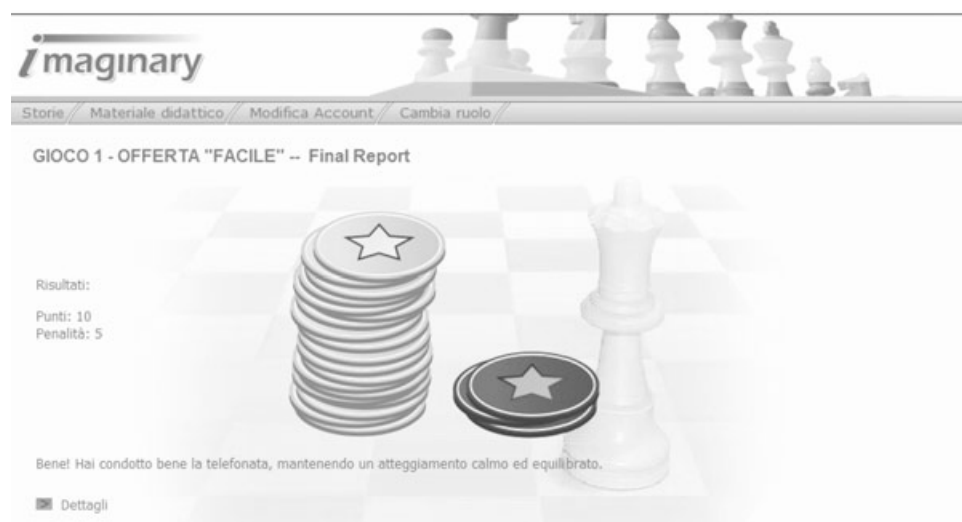 imaginary
Storie / Materiale didattico / Modifica Account / Cambia ruolo /
GIOCO 1 - OFFERTA "FACILE" -- Final Report
Risultati:
Punti: 10
Penalità: 5
Bene! Hai condotto bene la telefonata, mantenendo un atteggiamento calmo ed equilibrato.
Dettagli